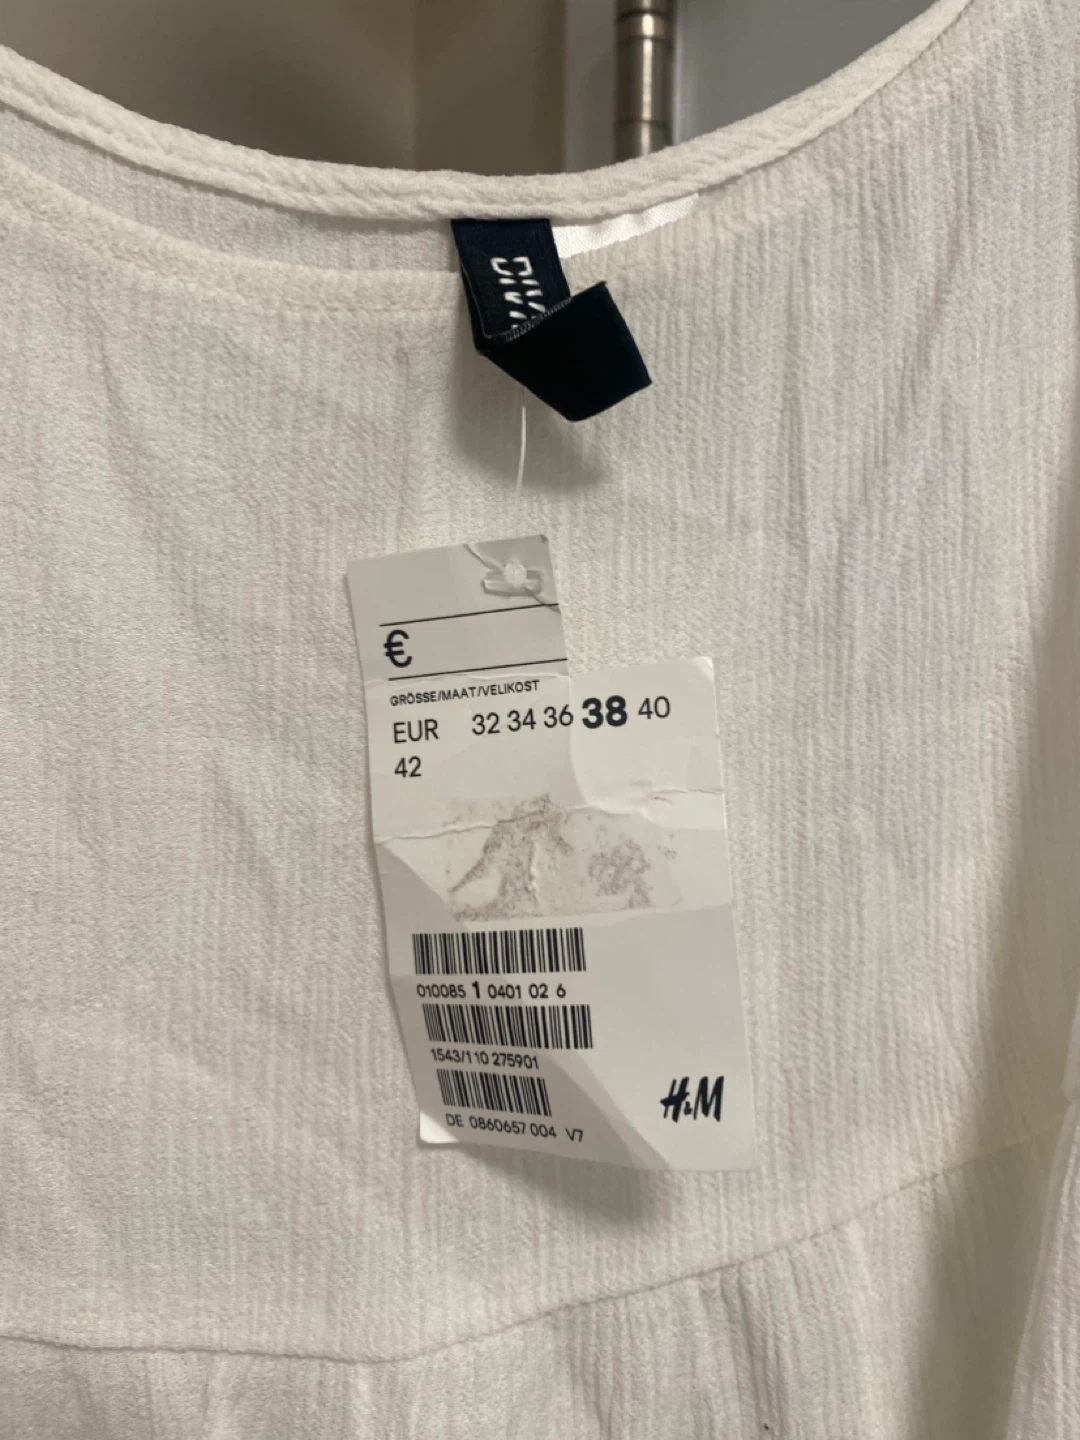 DIV
€
GRÖSSE/MAAT/VELIKOST
EUR 32 34 36 38 40
42
010085 1 0401 02 6
1543/110 275901
DE 0860657 004 V7
H&M